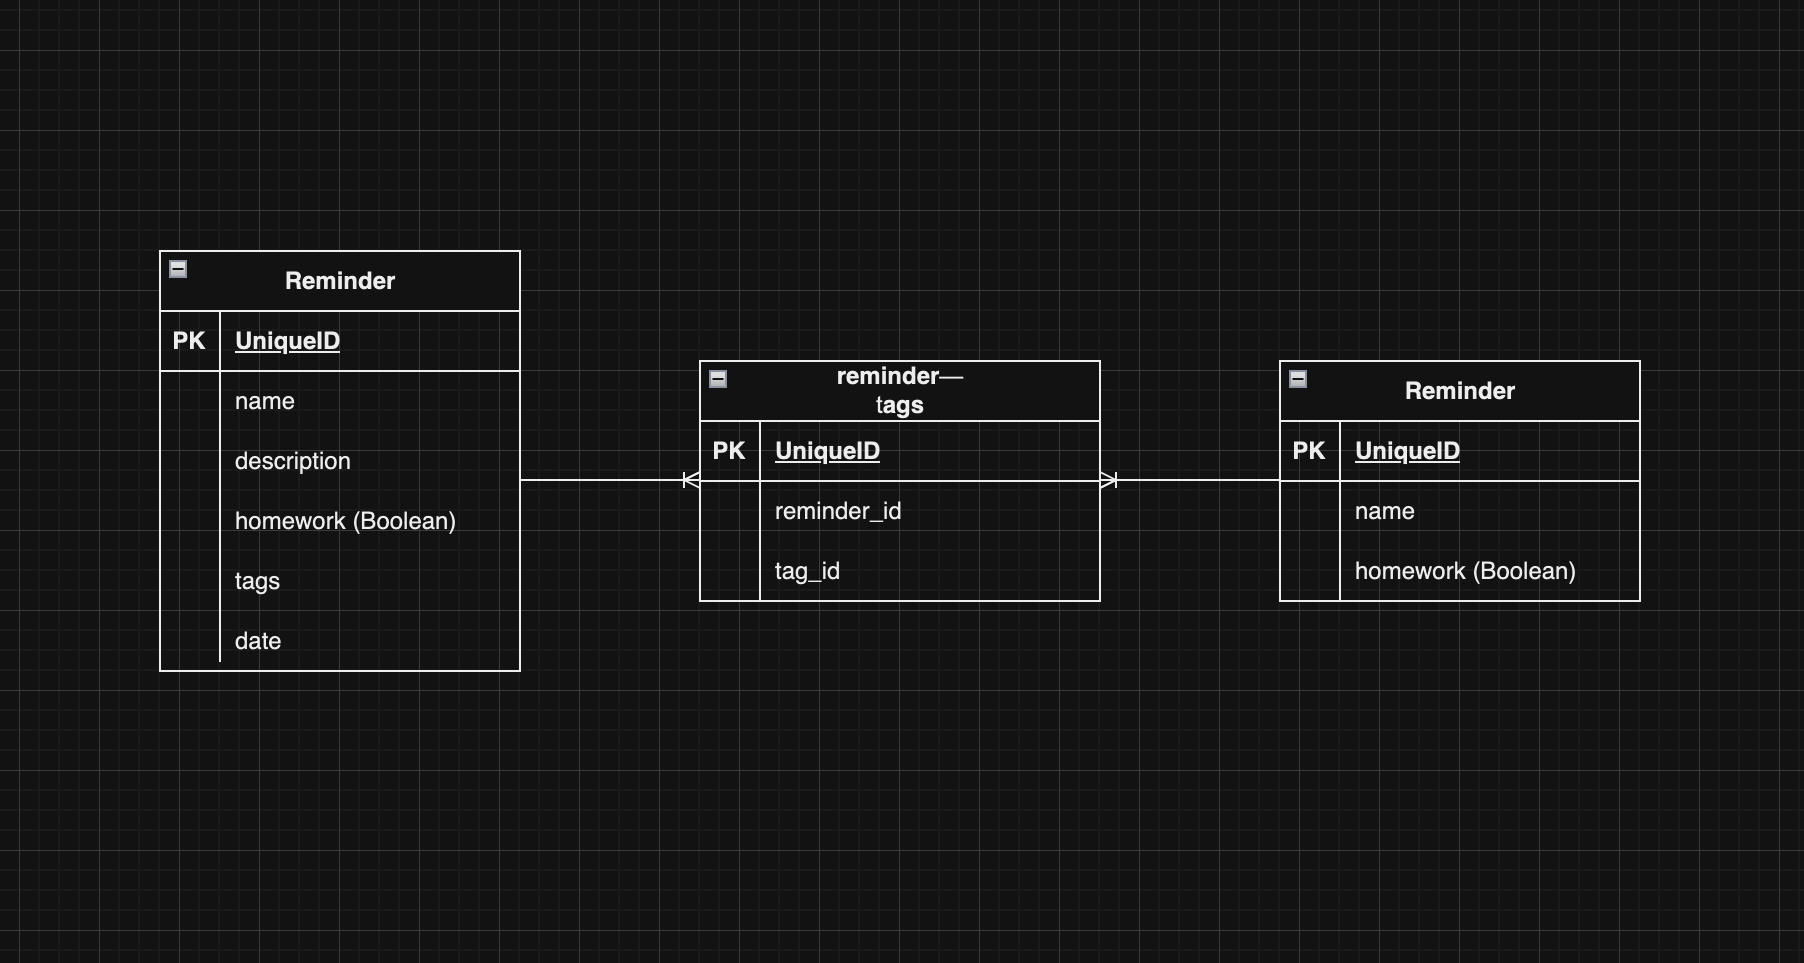 Reminder
PK UniqueID
name
description
homework (Boolean)
tags
date
reminder—
tags
PK UniqueID
reminder_id
tag_id
Reminder
PK UniqueID
name
homework (Boolean)